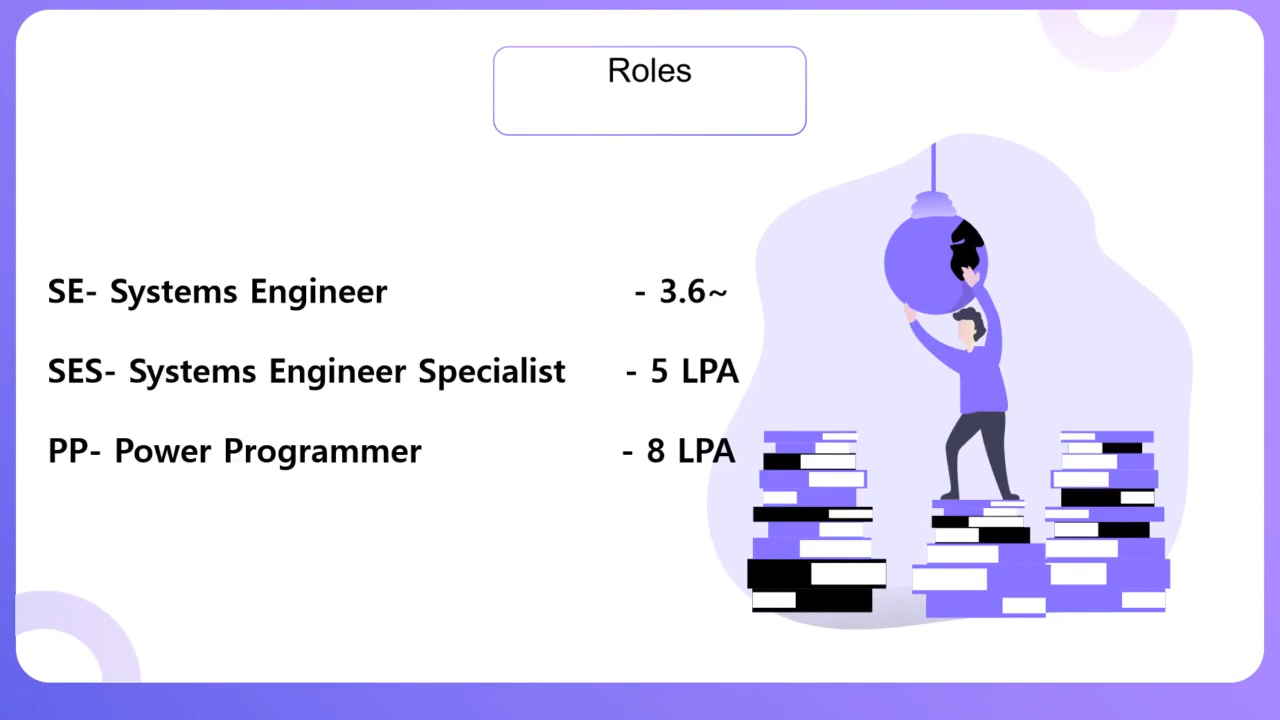 Roles
SE- Systems Engineer - 3.6~
SES- Systems Engineer Specialist - 5 LPA
PP- Power Programmer - 8 LPA